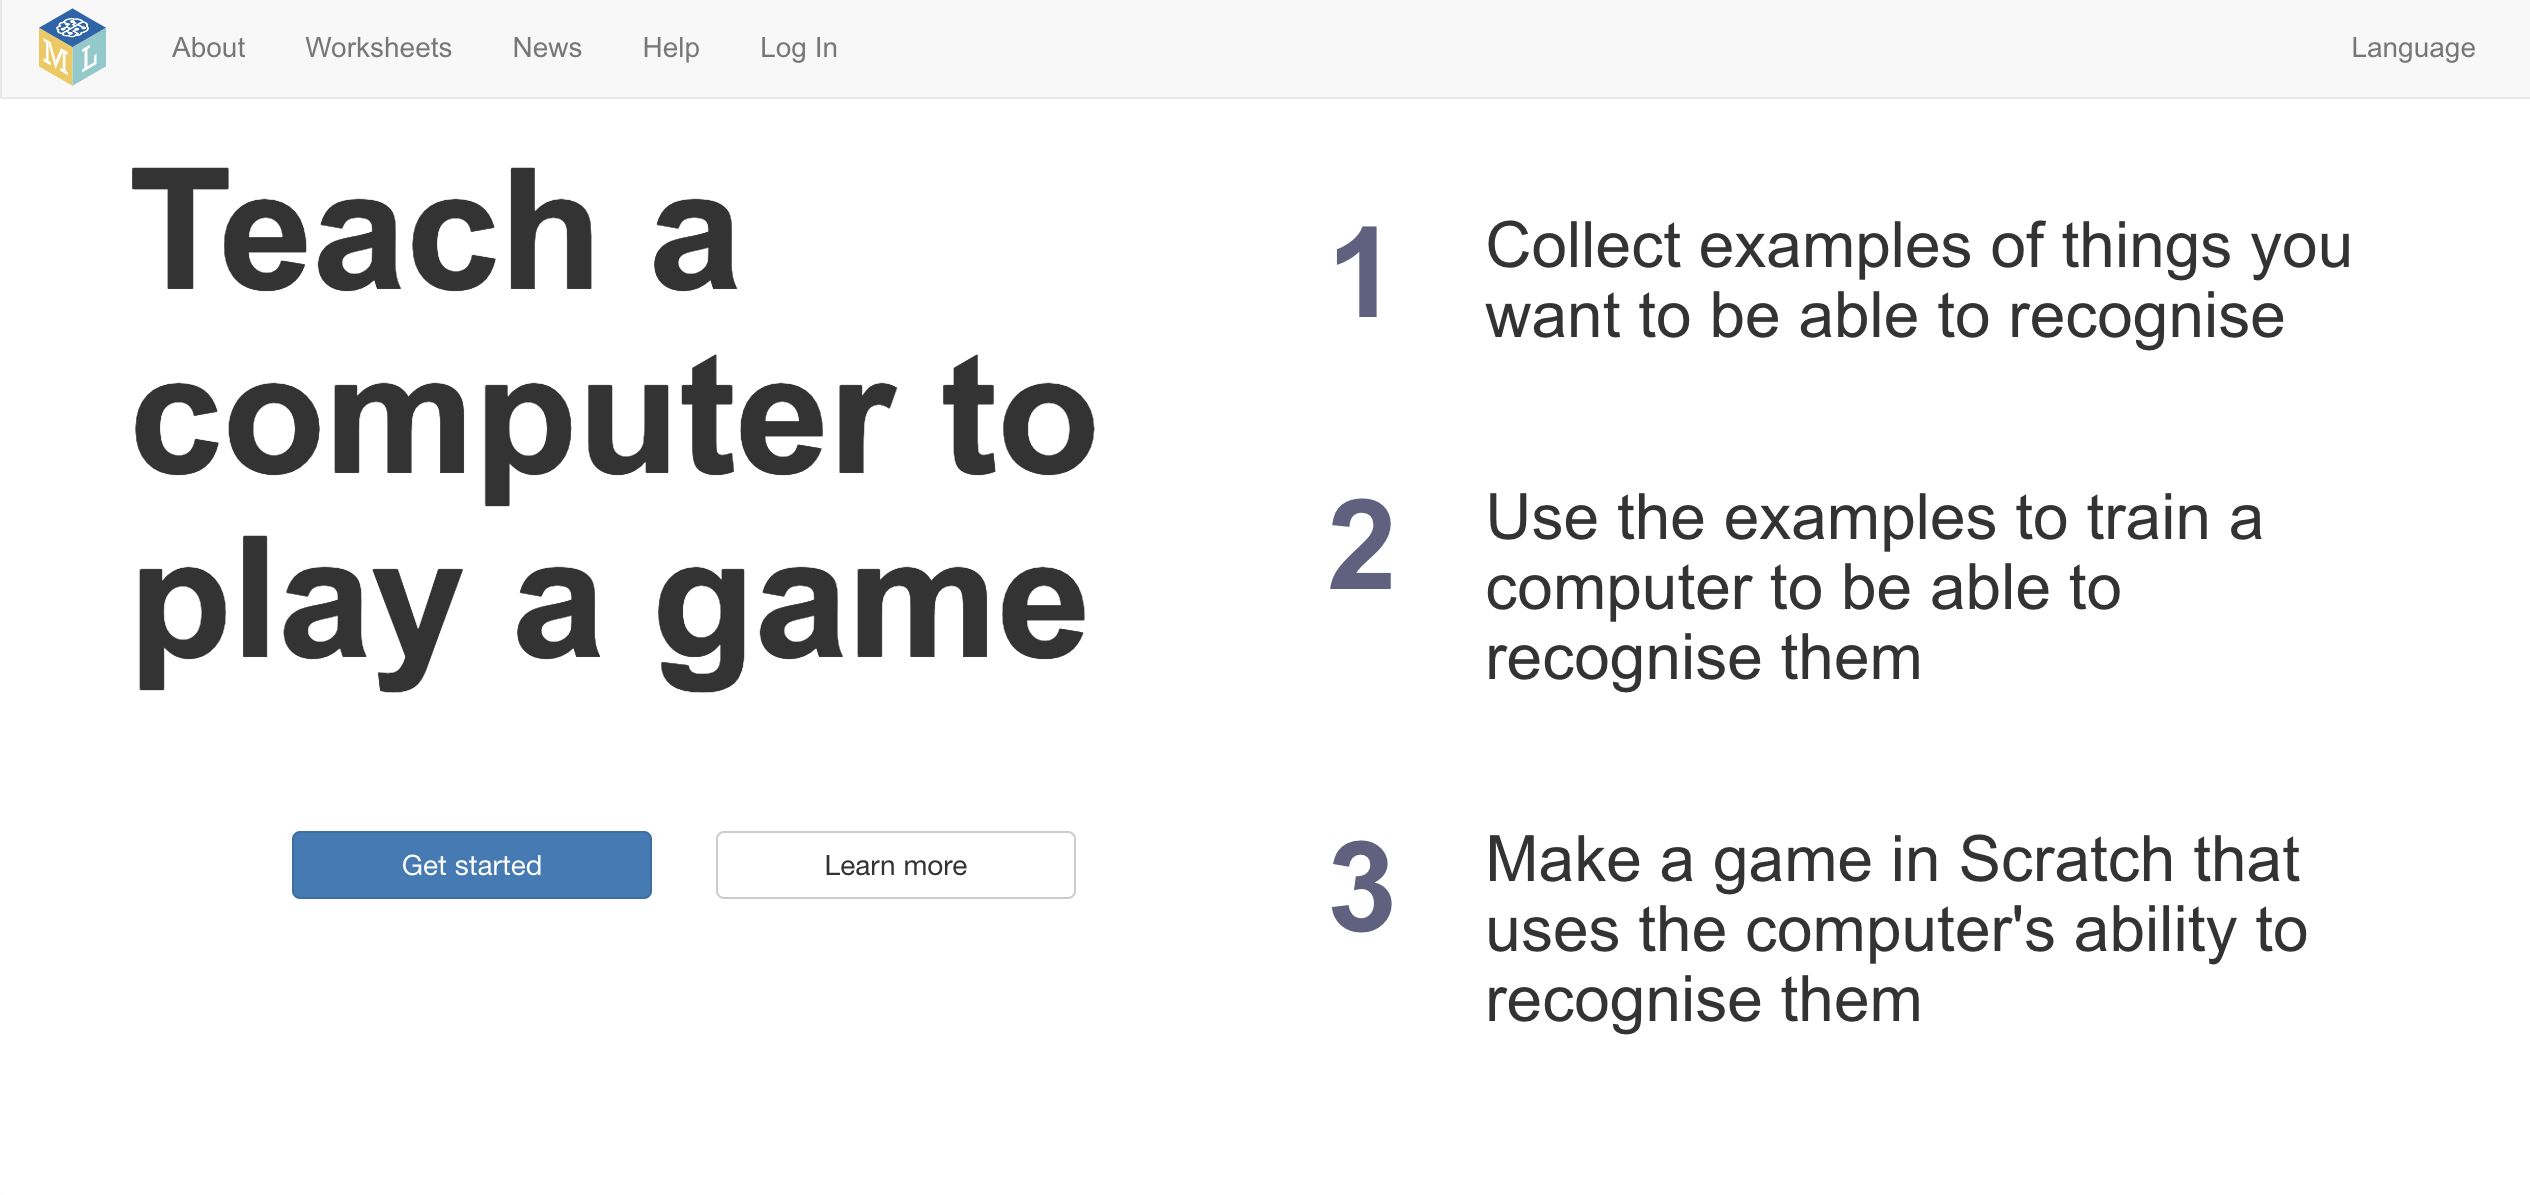 M L
About
Worksheets
News
Help
Log In
Language
Teach a
computer to
play a game
Get started
Learn more
1
Collect examples of things you
want to be able to recognise
2
Use the examples to train a
computer to be able to
recognise them
3
Make a game in Scratch that
uses the computer's ability to
recognise them